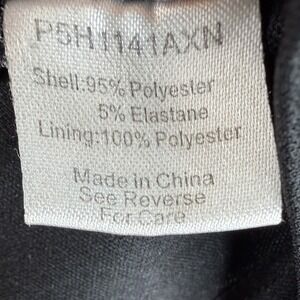 P5H1141AXN
Shell:95% Polyester
5% Elastane
Lining:100% Polyester
Made in China
See Reverse
For Care